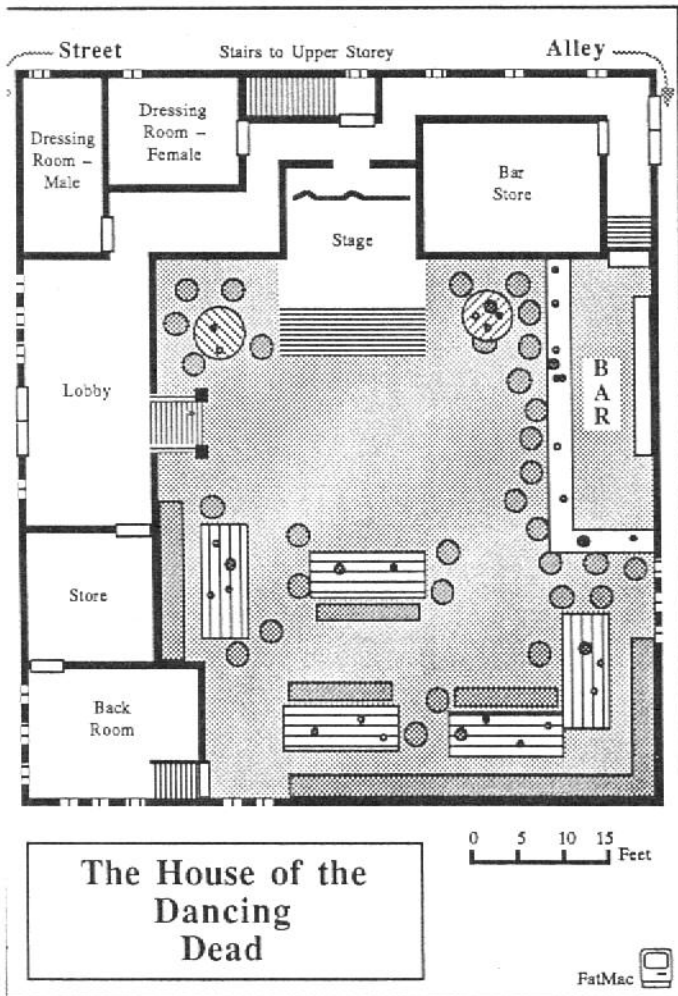 Street
Stairs to Upper Storey
Alley
Dressing
Room –
Male
Dressing
Room –
Female
Bar
Store
Stage
Lobby
B
A
R
Store
Back
Room
0 5 10 15
Feet
The House of the
Dancing
Dead
FatMac